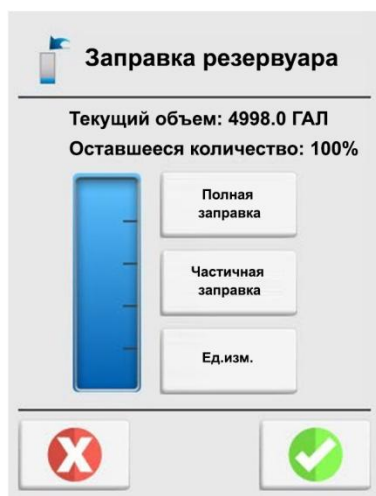 Заправка резервуара
Текущий объем: 4998.0 ГАЛ
Оставшееся количество: 100%
Полная
заправка
Частичная
заправка
Ед.изм.